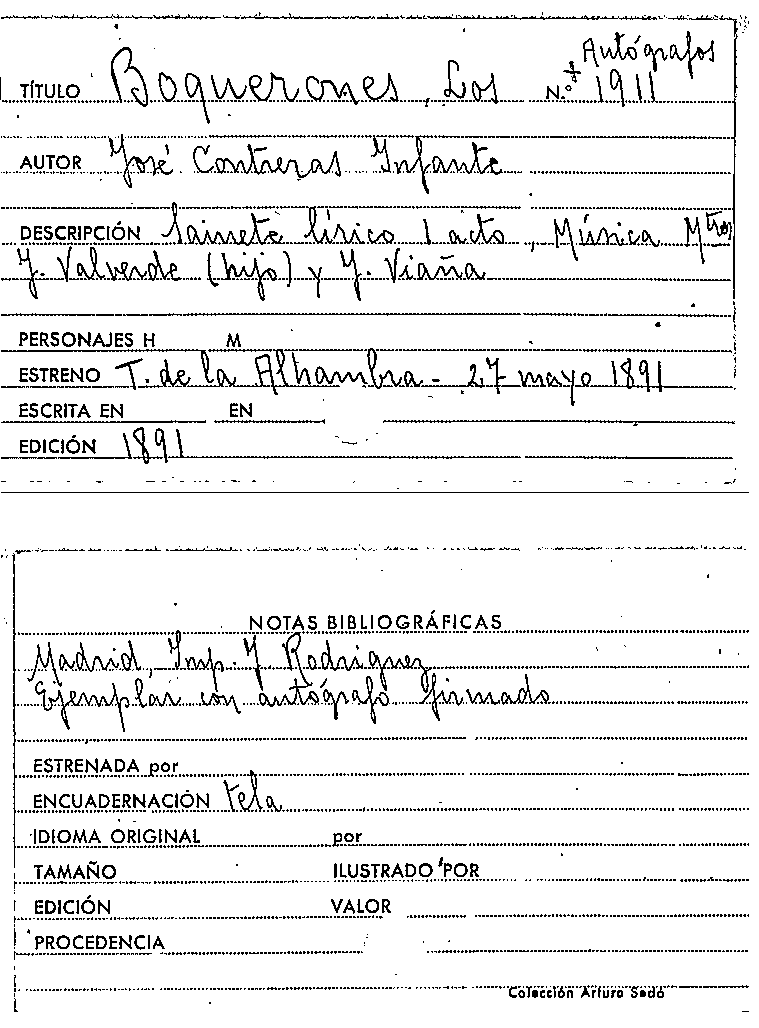 Autógrafos
TÍTULO Boquerones, Los N.º 1911
AUTOR José Contreras Infante
DESCRIPCIÓN Sainete lírico 1 acto, Música Mtros
J. Valverde (hijo) y J. Viaña
PERSONAJES H M
ESTRENO T. de la Alhambra - 27 mayo 1891
ESCRITA EN EN
EDICIÓN 1891
NOTAS BIBLIOGRÁFICAS
Madrid, Imp. J Rodriguez
Ejemplar con autógrafo firmado
ESTRENADA por
ENCUADERNACIÓN tela
IDIOMA ORIGINAL por
TAMAÑO ILUSTRADO POR
EDICIÓN VALOR
PROCEDENCIA
Colección Arturo Sedó